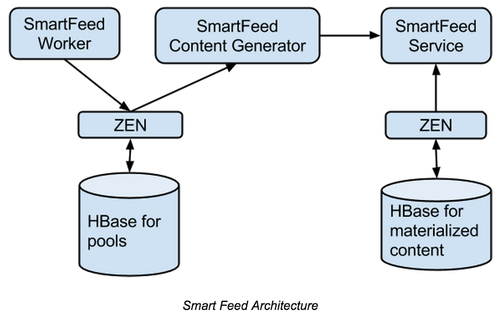 SmartFeed
Worker
SmartFeed
Content Generator
SmartFeed
Service
ZEN
ZEN
HBase for
pools
HBase for
materialized
content
Smart Feed Architecture